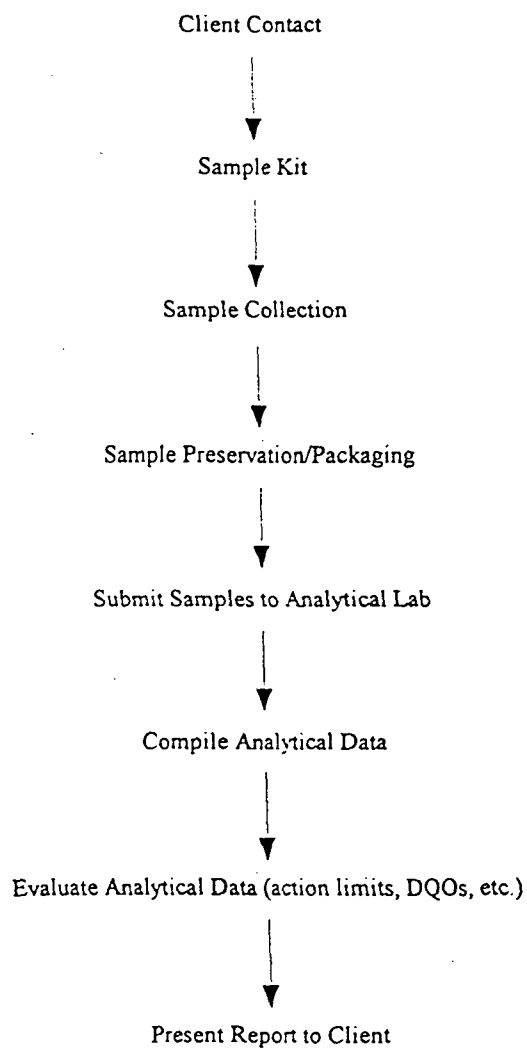 Client Contact
Sample Kit
Sample Collection
Sample Preservation/Packaging
Submit Samples to Analytical Lab
Compile Analytical Data
Evaluate Analytical Data (action limits, DQOs, etc.)
Present Report to Client